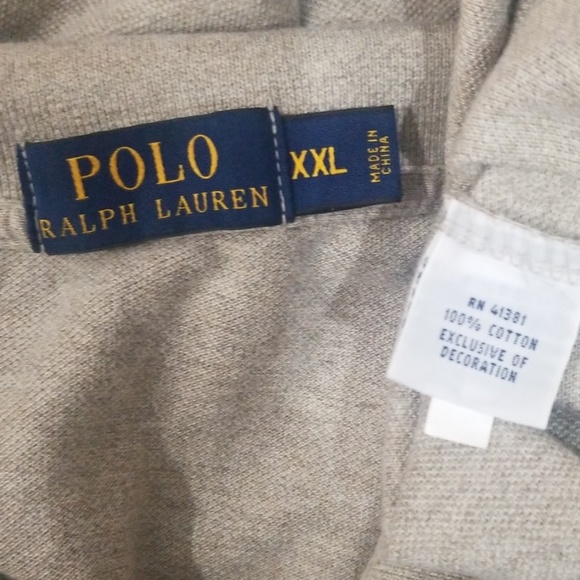 POLO
RALPH LAUREN
XXL
MADE IN
CHINA
RN 41381
100% COTTON
EXCLUSIVE OF
DECORATION